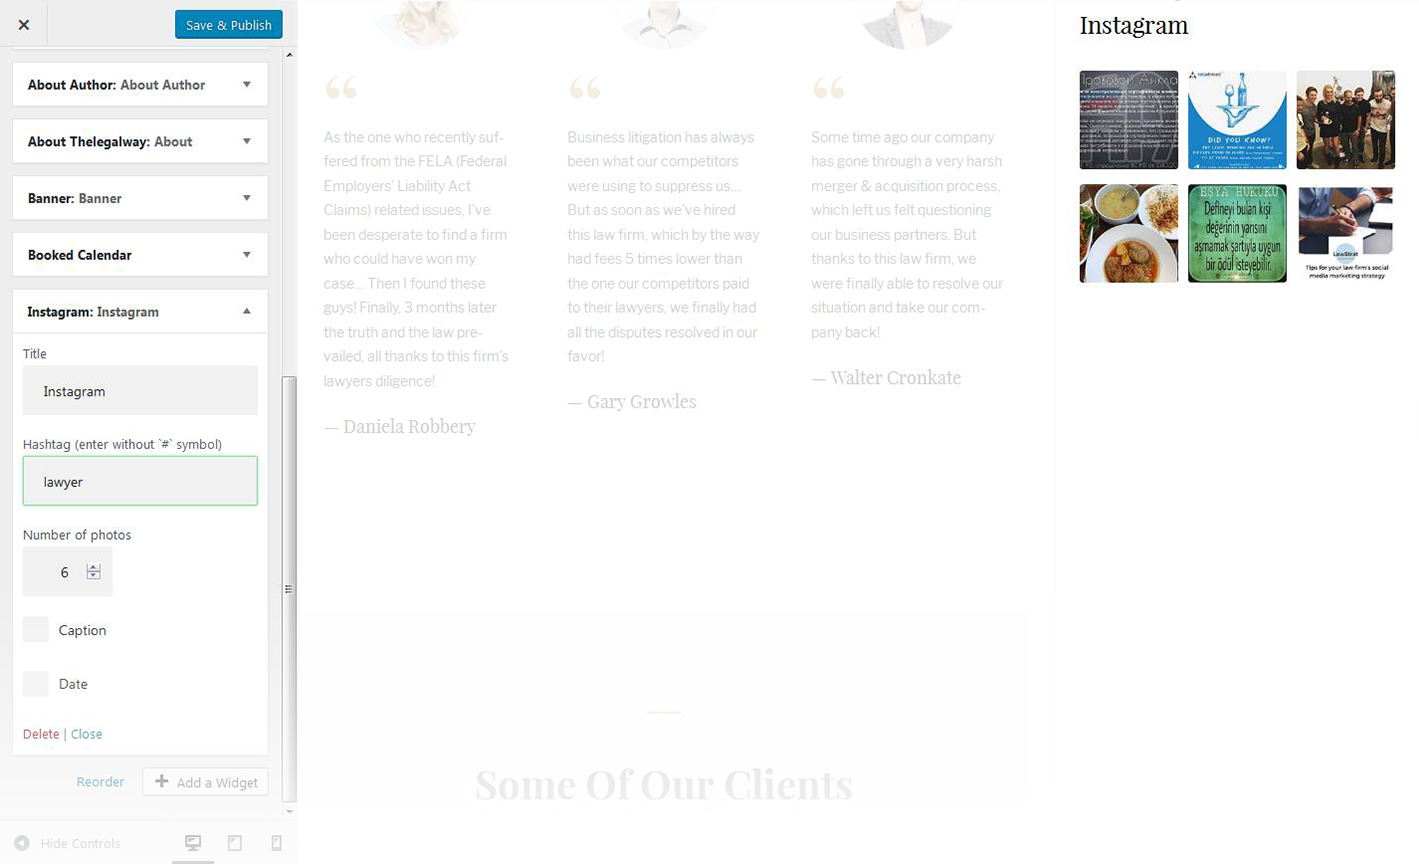 Save & Publish
About Author: About Author
About Thelegalway: About
Banner: Banner
Booked Calendar
Instagram: Instagram
Title
Instagram
Hashtag (enter without `#` symbol)
lawyer
Number of photos
6
Caption
Date
Delete | Close
Reorder
Add a Widget
Hide Controls
As the one who recently suf-
fered from the FELA (Federal
Employers’ Liability Act
Claims) related issues, I’ve
been desperate to find a firm
who could have won my
case... Then I found these
guys! Finally, 3 months later
the truth and the law pre-
vailed, all thanks to this firm’s
lawyers diligence!
— Daniela Robbery
Business litigation has always
been what our competitors
were using to suppress us...
But as soon as we’ve hired
this law firm, which by the way
had fees 5 times lower than
the one our competitors paid
to their lawyers, we finally had
all the disputes resolved in our
favor!
— Gary Growles
Some time ago our company
has gone through a very harsh
merger & acquisition process,
which left us felt questioning
our business partners. But
thanks to this law firm, we
were finally able to resolve our
situation and take our com-
pany back!
— Walter Cronkate
Some Of Our Clients
Instagram
DID YOU KNOW?
EŞYA HUKUKU
Defineyi bulan kişi
değerinin yarısını
aşmamak şartıyla uygun
bir ödül isteyebilir.
LawStrat
Tips for your law firm's social
media marketing strategy